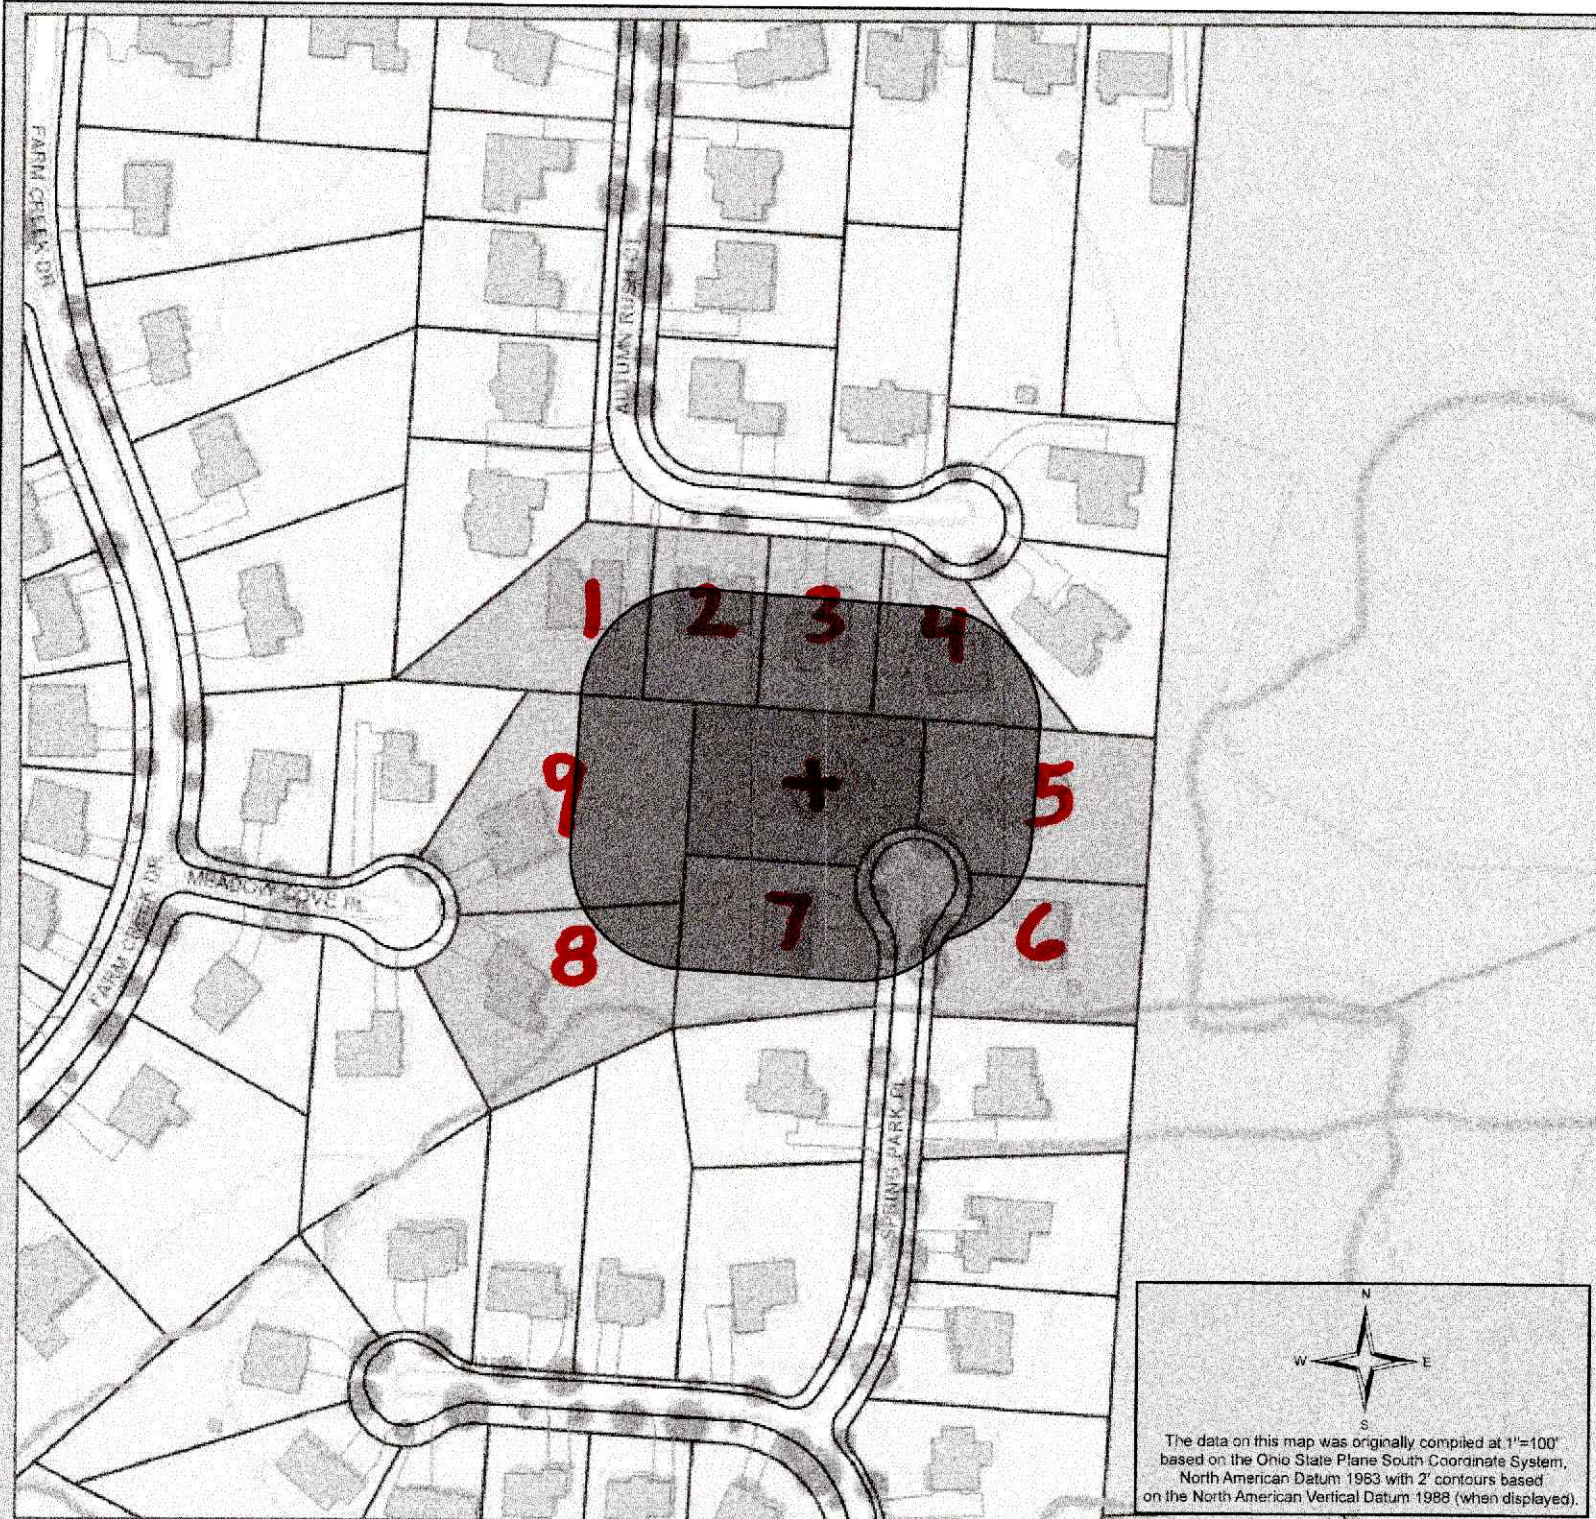 FARM CREEK DR
AUTUMN RUSH CT
1
2
3
4
9
+
5
MEADOW COVE PL
FARM CREEK DR
8
7
6
SPRING PARK PL
N
W
E
S
The data on this map was originally compiled at 1"=100'
based on the Ohio State Plane South Coordinate System,
North American Datum 1983 with 2' contours based
on the North American Vertical Datum 1988 (when displayed).